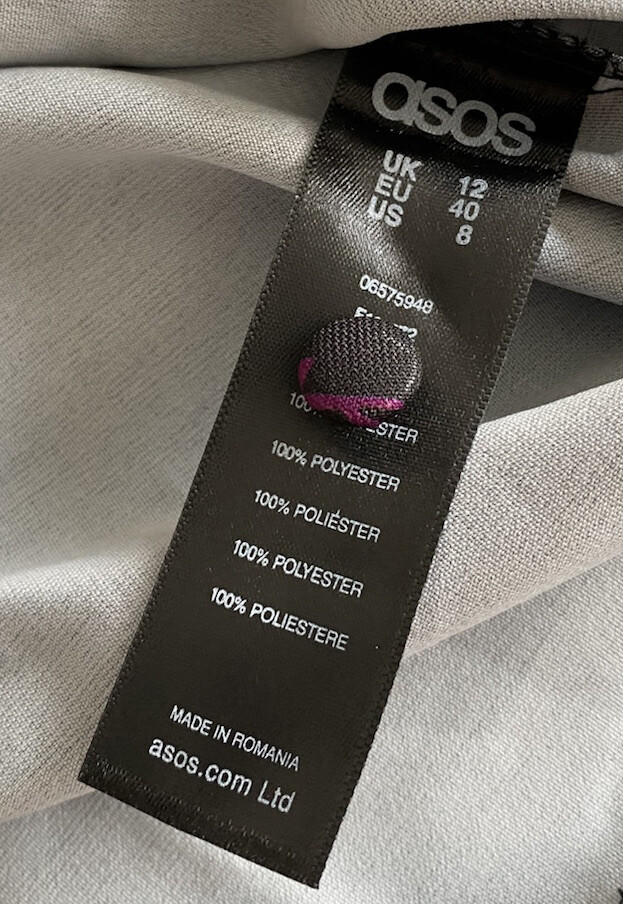 asos
UK 12
EU 40
US 8
06575948
100% POLYESTER
100% POLIÉSTER
100% POLYESTER
100% POLIESTERE
MADE IN ROMANIA
asos.com Ltd